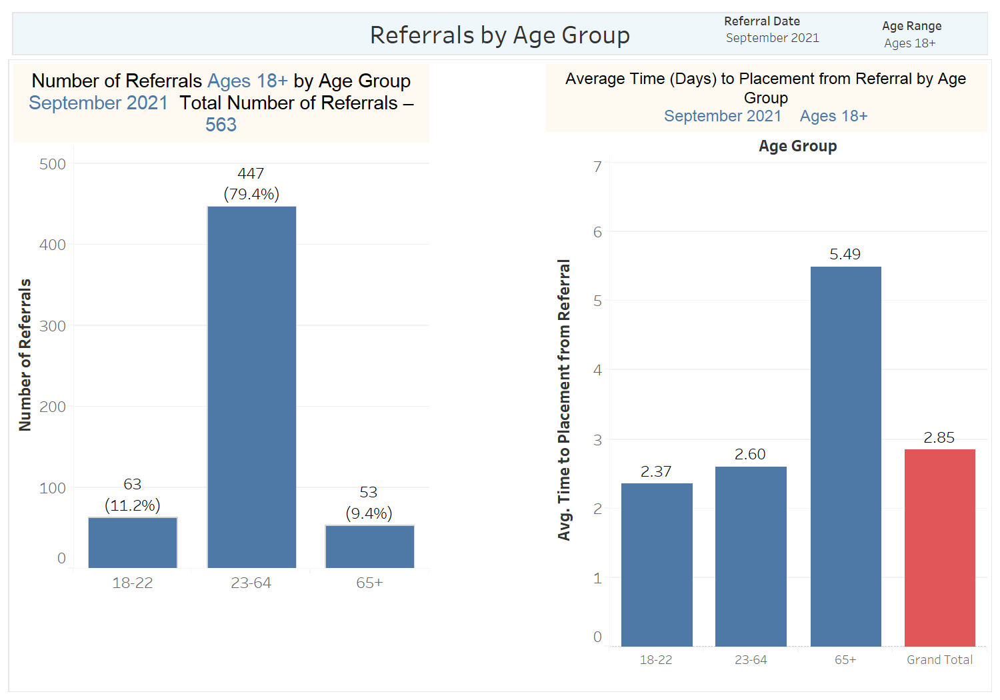 Referrals by Age Group
Referral Date
September 2021
Age Range
Ages 18+
Number of Referrals Ages 18+ by Age Group
September 2021 Total Number of Referrals –
563
Number of Referrals
500
400
300
200
100
0
447
(79.4%)
63
(11.2%)
53
(9.4%)
18-22
23-64
65+
Average Time (Days) to Placement from Referral by Age
Group
September 2021 Ages 18+
Age Group
Avg. Time to Placement from Referral
7
6
5
4
3
2
1
0
2.37
2.60
5.49
2.85
18-22
23-64
65+
Grand Total